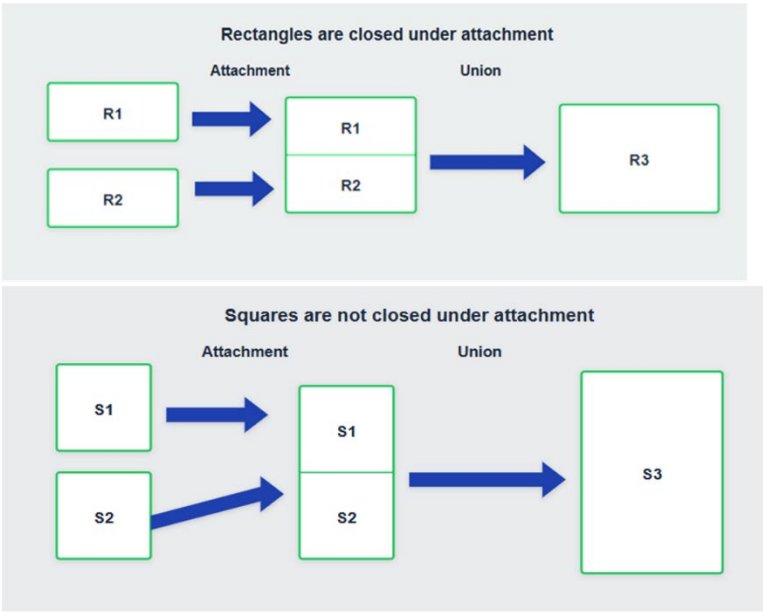 Rectangles are closed under attachment
Attachment
Union
R1
R2
R1
R2
R3
Squares are not closed under attachment
Attachment
Union
S1
S2
S1
S2
S3